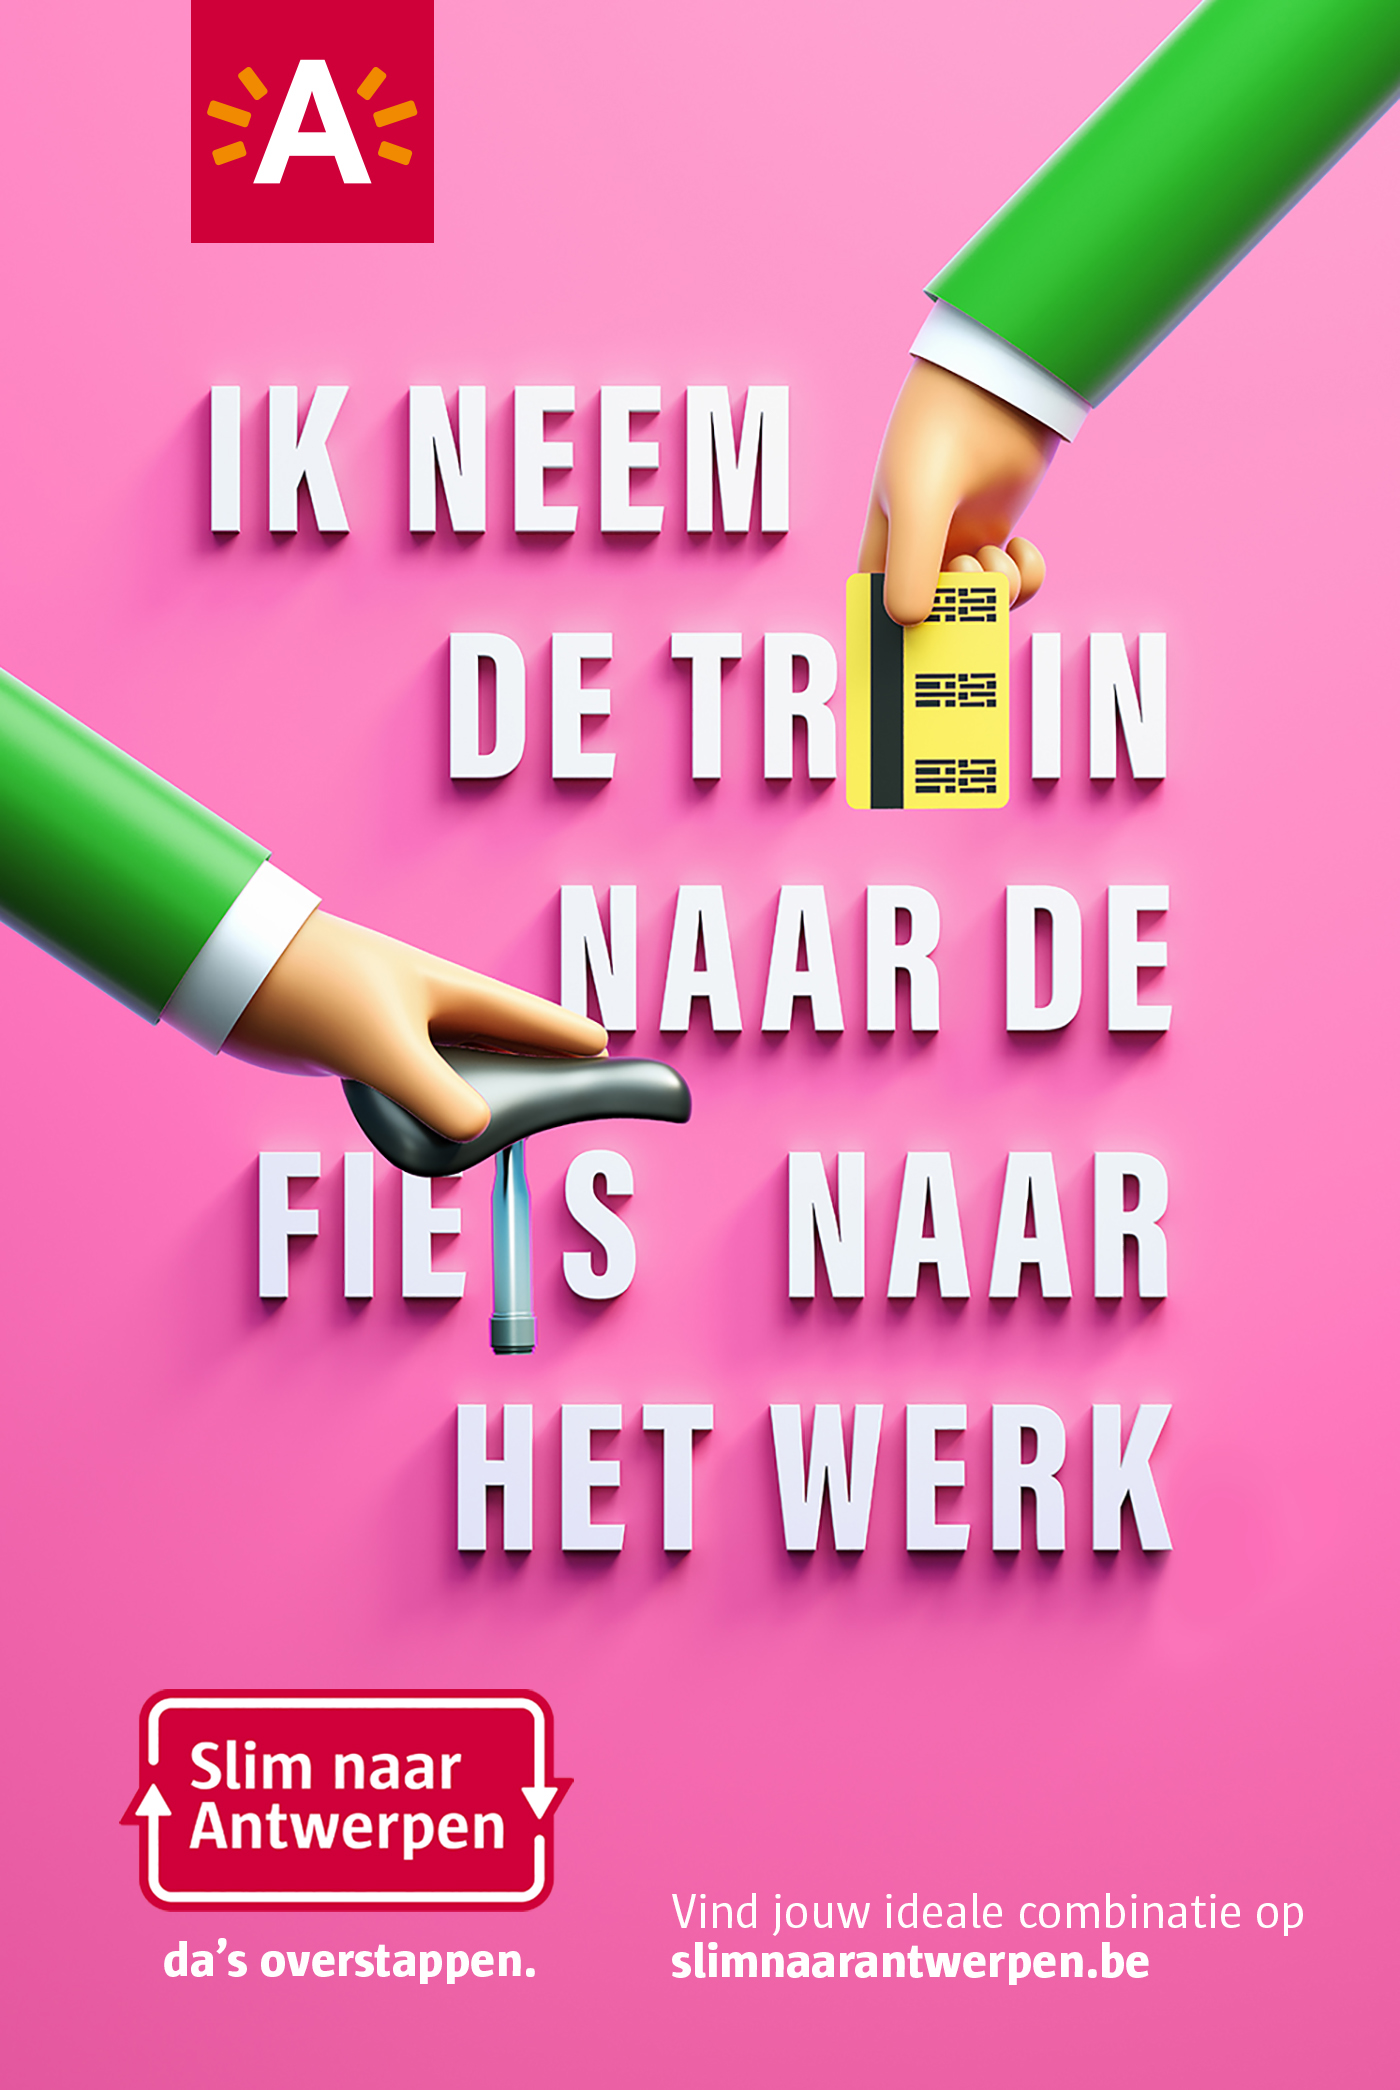 A
IK NEEM
DE TR IN
NAAR DE
FIETS NAAR
HET WERK
Slim naar
Antwerpen
da's overstappen.
Vind jouw ideale combinatie op
slimnaarantwerpen.be